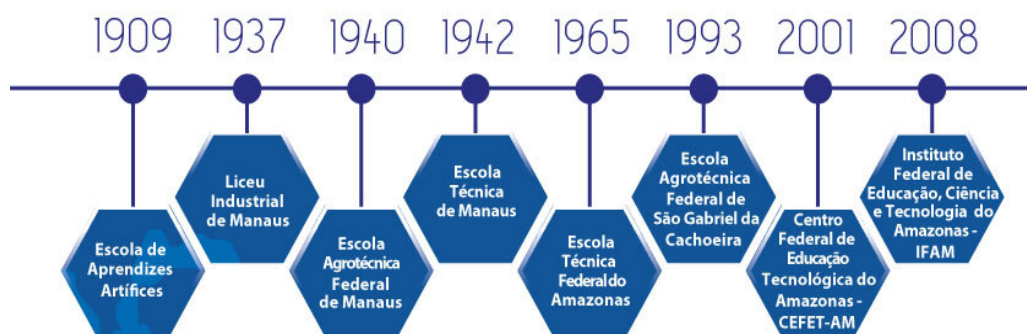 1909 1937 1940 1942 1965 1993 2001 2008
Escola de
Aprendizes
Artífices
Liceu
Industrial
de Manaus
Escola
Agrotécnica
Federal
de Manaus
Escola
Técnica
de Manaus
Escola
Técnica
Federal do
Amazonas
Escola
Agrotécnica
Federal de
São Gabriel da
Cachoeira
Centro
Federal de
Educação
Tecnológica do
Amazonas -
CEFET-AM
Instituto
Federal de
Educação, Ciência
e Tecnologia do
Amazonas -
IFAM